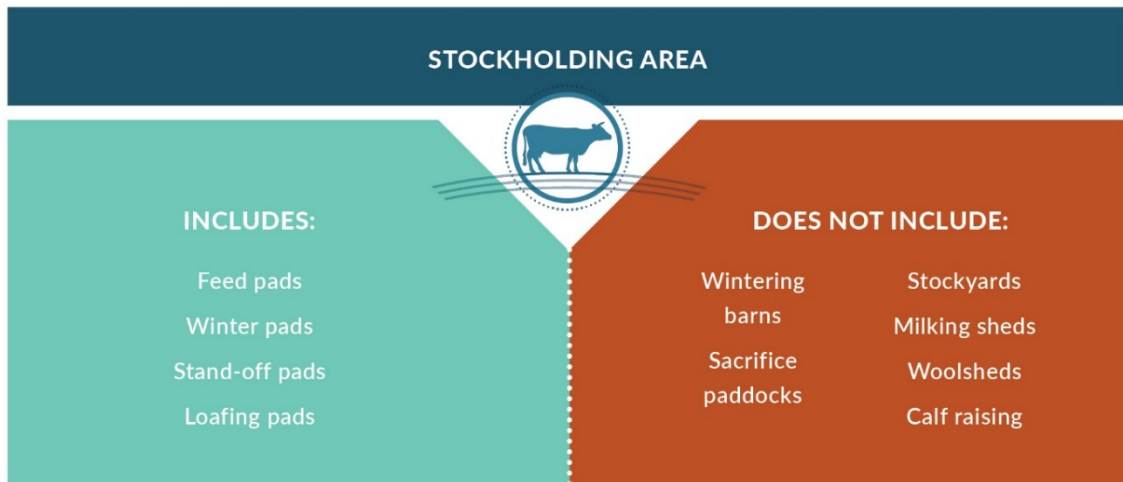 STOCKHOLDING AREA
INCLUDES:
Feed pads
Winter pads
Stand-off pads
Loafing pads
DOES NOT INCLUDE:
Wintering
barns
Sacrifice
paddocks
Stockyards
Milking sheds
Woolsheds
Calf raising